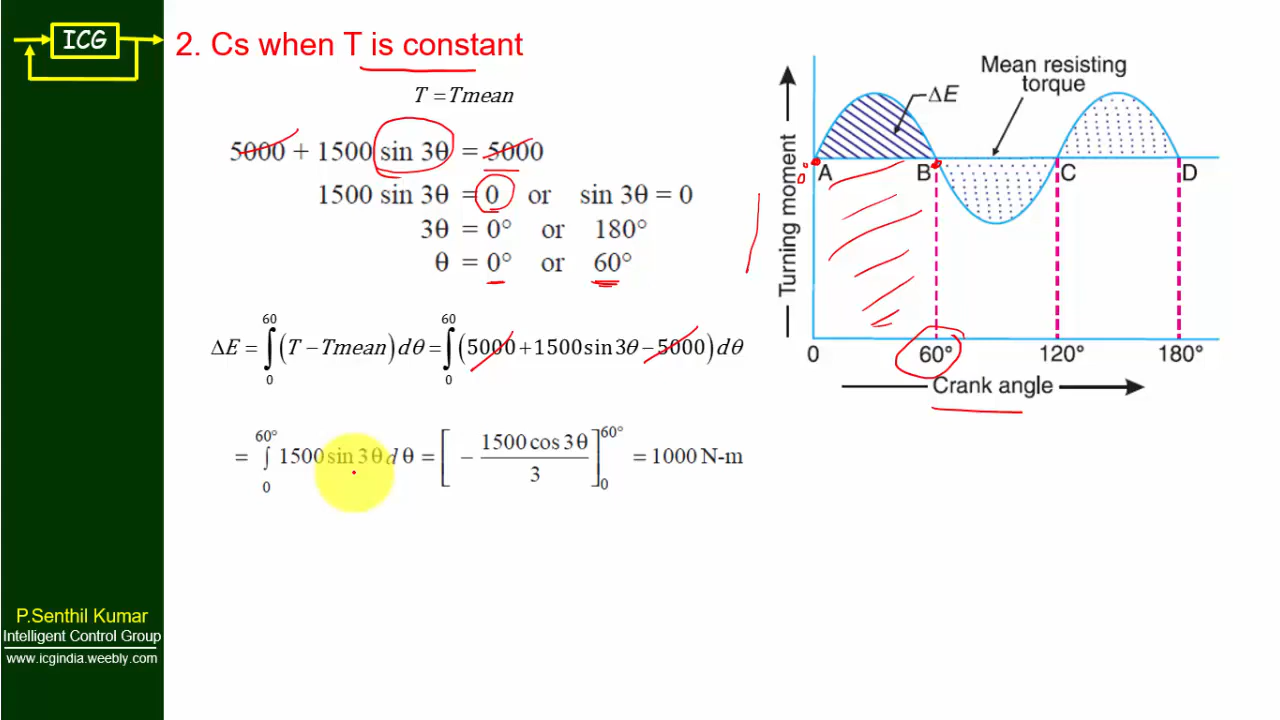 ICG
2. Cs when T is constant
T = Tmean
5000 + 1500 sin 3θ = 5000
1500 sin 3θ = 0 or sin 3θ = 0
3θ = 0° or 180°
θ = 0° or 60°
ΔE = ∫₀⁶⁰ (T − Tmean) dθ = ∫₀⁶⁰ (5000 + 1500 sin 3θ − 5000) dθ
= ∫₀⁶⁰° 1500 sin 3θ dθ = [ − 1500 cos 3θ / 3 ]₀⁶⁰° = 1000 N-m
Mean resisting
torque
ΔE
0°
A B C D
Turning moment
0 60° 120° 180°
Crank angle
P.Senthil Kumar
Intelligent Control Group
www.icgindia.weebly.com